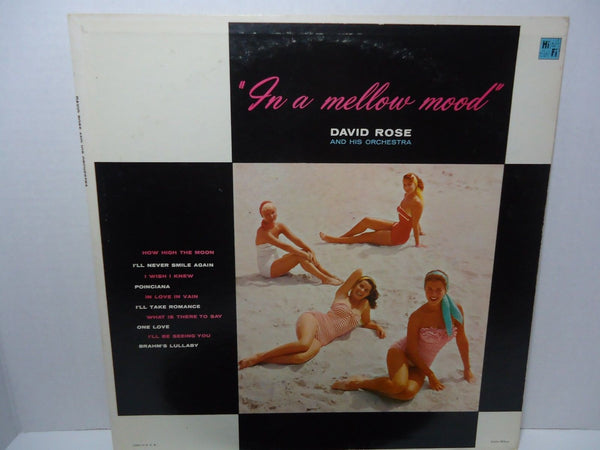 Hi
Fi
"In a mellow mood"
DAVID ROSE
AND HIS ORCHESTRA
HOW HIGH THE MOON
I'LL NEVER SMILE AGAIN
I WISH I KNEW
POINCIANA
IN LOVE IN VAIN
I'LL TAKE ROMANCE
WHAT IS THERE TO SAY
ONE LOVE
I'LL BE SEEING YOU
BRAHM'S LULLABY